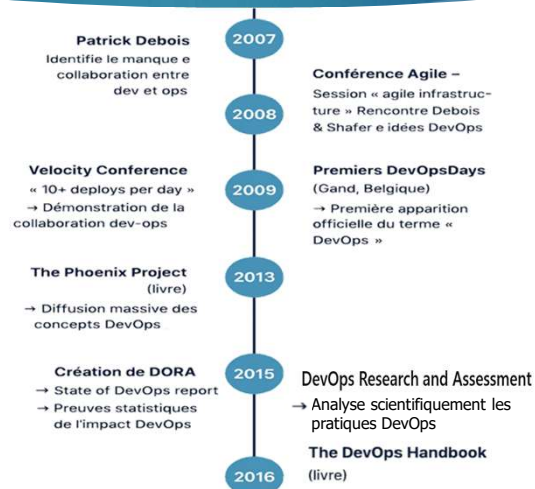 2007
Patrick Debois
Identifie le manque e
collaboration entre
dev et ops
2008
Conférence Agile –
Session « agile infrastruc-
ture » Rencontre Debois
& Shafer e idées DevOps
2009
Velocity Conference
« 10+ deploys per day »
→ Démonstration de la
collaboration dev-ops
Premiers DevOpsDays
(Gand, Belgique)
→ Première apparition
officielle du terme «
DevOps »
2013
The Phoenix Project
(livre)
→ Diffusion massive des
concepts DevOps
2015
Création de DORA
→ State of DevOps report
→ Preuves statistiques
de l'impact DevOps
DevOps Research and Assessment
→ Analyse scientifiquement les
pratiques DevOps
2016
The DevOps Handbook
(livre)